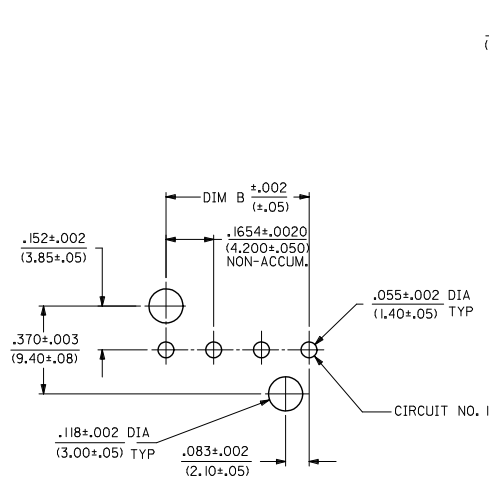 DIM B ±.002
(±.05)
.1654±.0020
(4.200±.050)
NON-ACCUM.
.152±.002
(3.85±.05)
.055±.002 DIA
(1.40±.05) TYP
.370±.003
(9.40±.08)
CIRCUIT NO. 1
.118±.002 DIA
(3.00±.05) TYP
.083±.002
(2.10±.05)